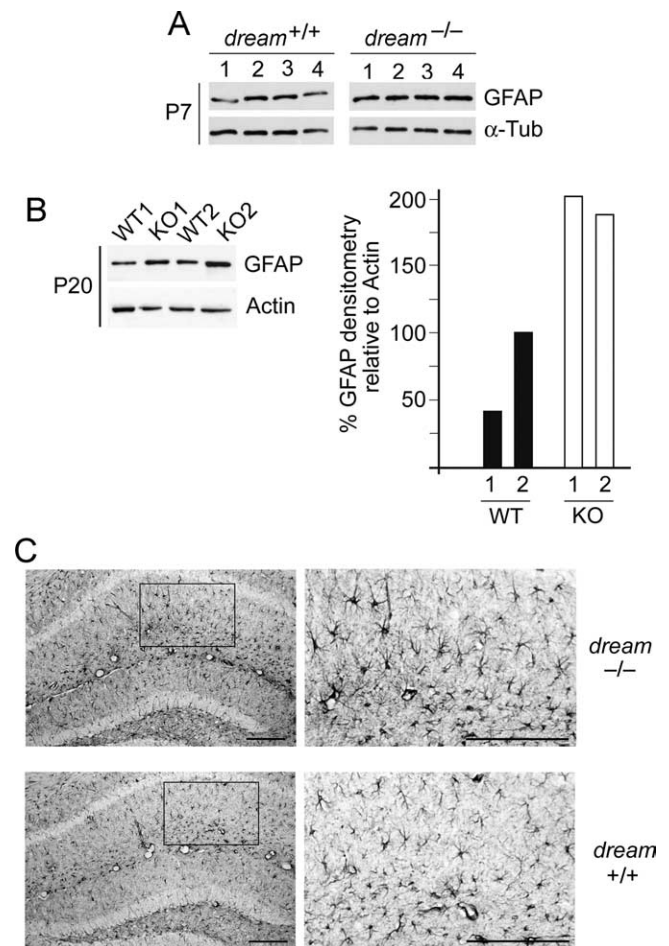 A
dream+/+ dream−/−
1 2 3 4 1 2 3 4
P7
GFAP
α-Tub
B
WT1 KO1 WT2 KO2
P20
GFAP
Actin
% GFAP densitometry
relative to Actin
200
150
100
50
1 2 1 2
WT KO
C
dream
−/−
dream
+/+